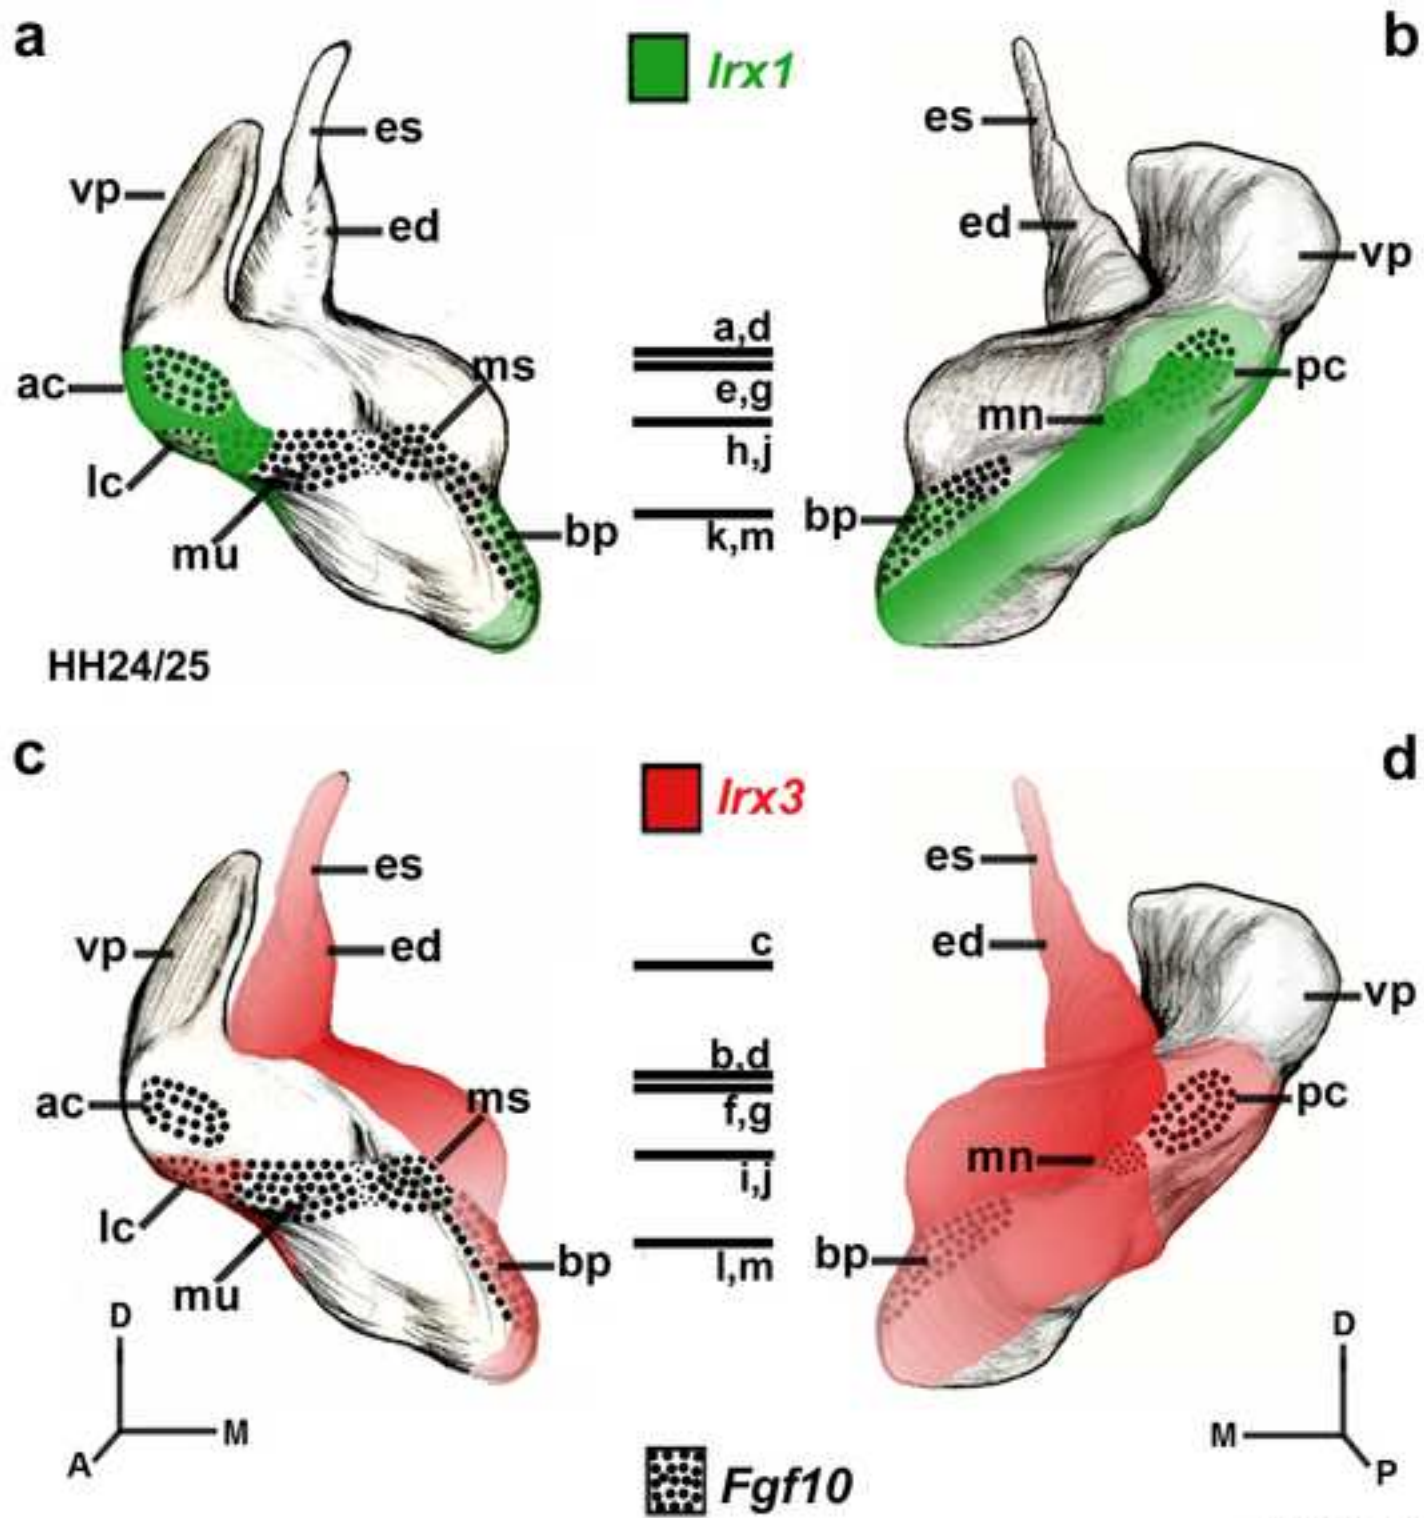 a
b
Irx1
es
es
vp
ed
ed
vp
a,d
ms
ac
e,g
pc
mn
h,j
lc
bp
bp
k,m
mu
HH24/25
c
d
Irx3
es
es
vp
ed
c
ed
vp
b,d
ac
ms
f,g
pc
mn
i,j
lc
bp
bp
l,m
mu
D
D
M
M
A
P
Fgf10